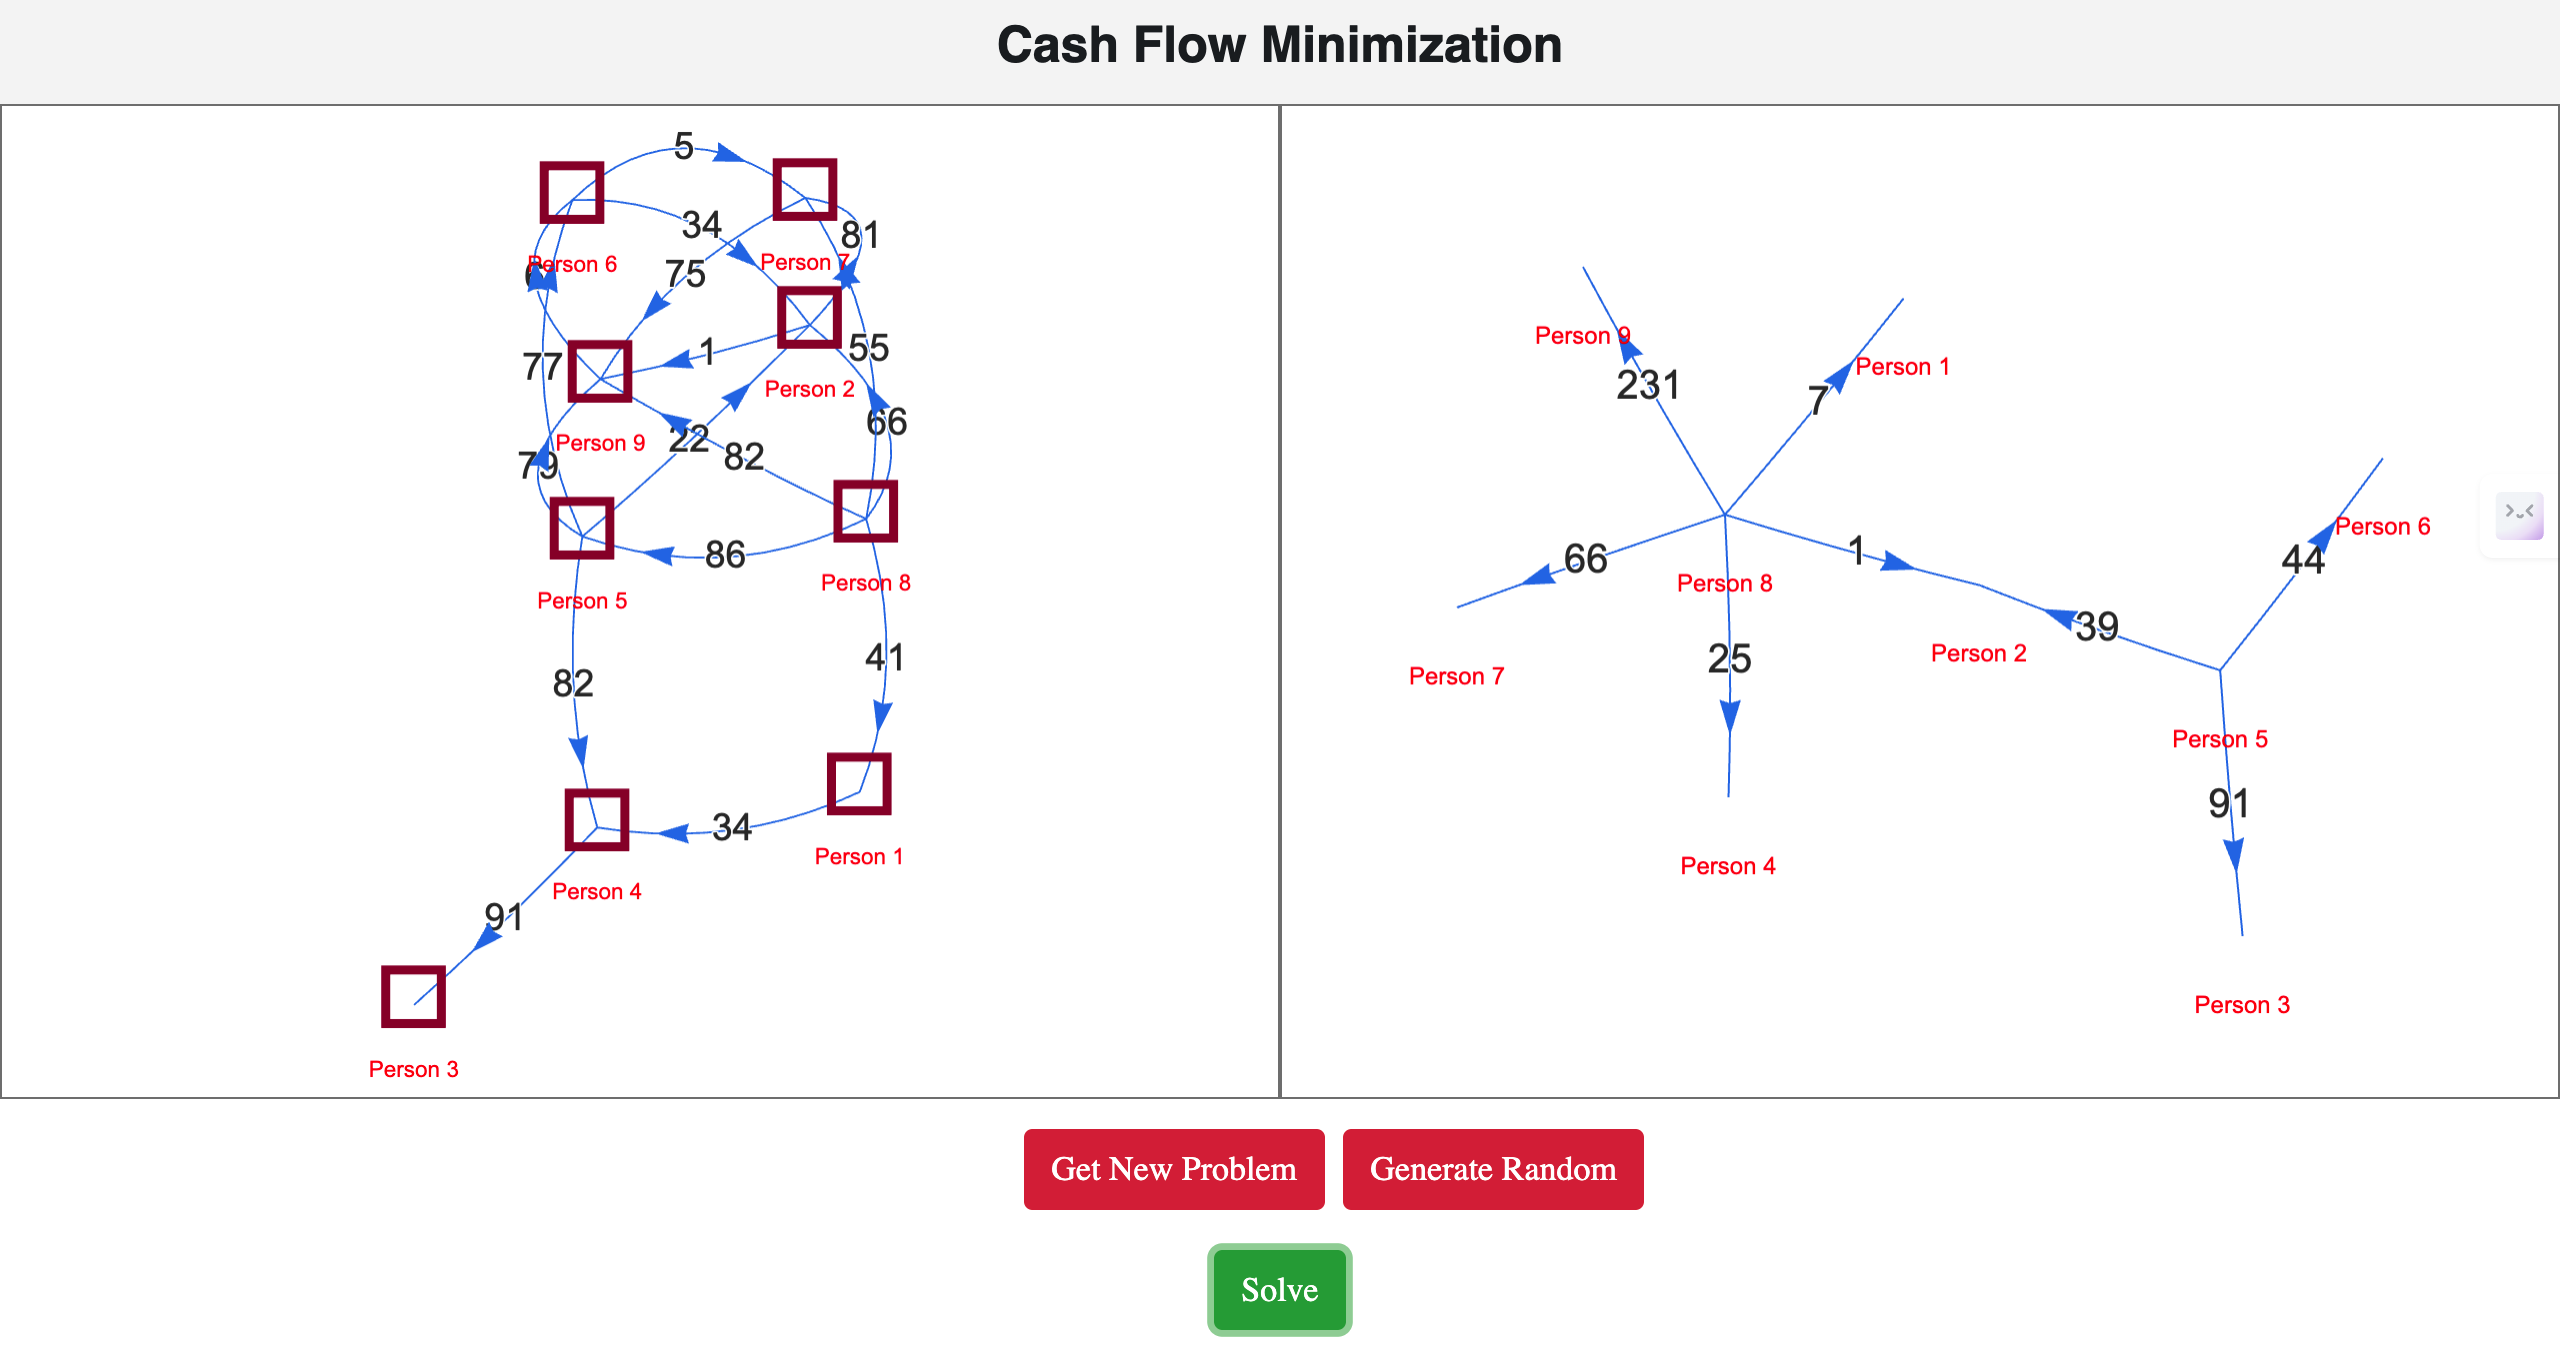 Cash Flow Minimization
5
34
81
Person 6
Person 7
6
75
1
55
77
Person 2
66
Person 9
22
82
79
86
Person 5
Person 8
82
41
34
Person 4
Person 1
91
Person 3
Person 9
231
Person 1
7
Person 6
66
Person 8
1
44
39
Person 7
25
Person 2
Person 5
91
Person 4
Person 3
Get New Problem
Generate Random
Solve